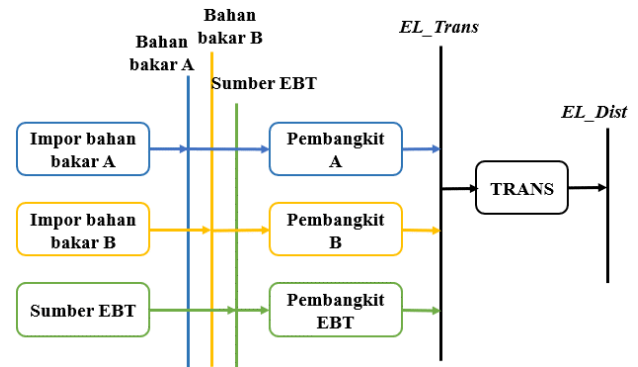 Bahan
bakar A
Bahan
bakar B
Sumber EBT
EL_Trans
EL_Dist
Impor bahan
bakar A
Pembangkit
A
TRANS
Impor bahan
bakar B
Pembangkit
B
Sumber EBT
Pembangkit
EBT